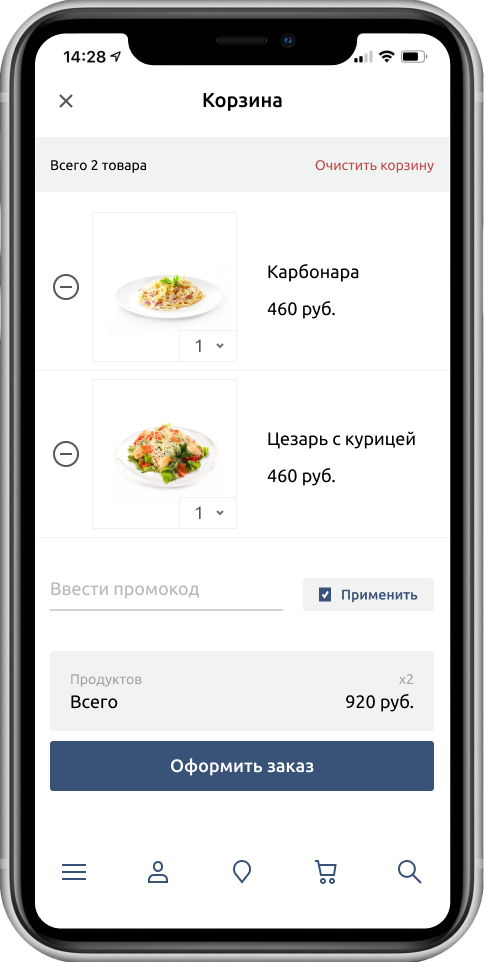 14:28
Корзина
Всего 2 товара
Очистить корзину
Карбонара
460 руб.
1
Цезарь с курицей
460 руб.
1
Ввести промокод
Применить
Продуктов
x2
Всего
920 руб.
Оформить заказ